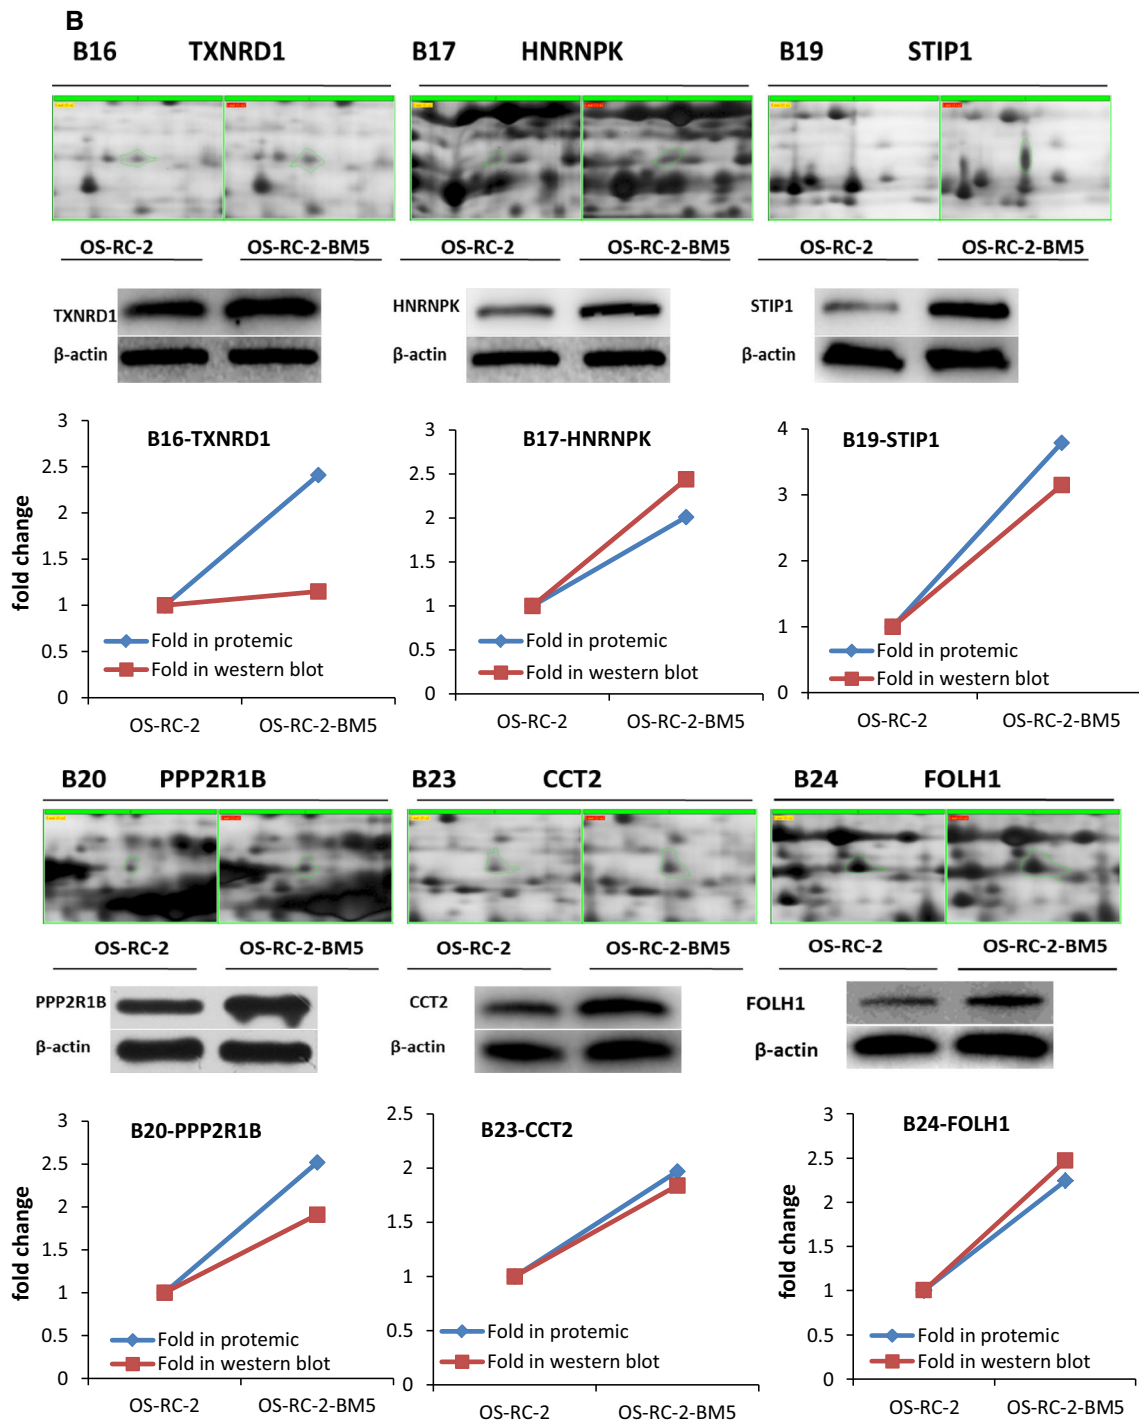 B
B16 TXNRD1 B17 HNRNPK B19 STIP1
OS-RC-2 OS-RC-2-BM5 OS-RC-2 OS-RC-2-BM5 OS-RC-2 OS-RC-2-BM5
TXNRD1 HNRNPK STIP1
β-actin β-actin β-actin
B16-TXNRD1
fold change
3
2.5
2
1.5
1
0.5
0
Fold in protemic
Fold in western blot
OS-RC-2 OS-RC-2-BM5
B17-HNRNPK
3
2.5
2
1.5
1
0.5
0
Fold in protemic
Fold in western blot
OS-RC-2 OS-RC-2-BM5
B19-STIP1
4
3
2
1
0
Fold in protemic
Fold in western blot
OS-RC-2 OS-RC-2-BM5
B20 PPP2R1B B23 CCT2 B24 FOLH1
OS-RC-2 OS-RC-2-BM5 OS-RC-2 OS-RC-2-BM5 OS-RC-2 OS-RC-2-BM5
PPP2R1B CCT2 FOLH1
β-actin β-actin β-actin
B20-PPP2R1B
fold change
3
2.5
2
1.5
1
0.5
0
Fold in protemic
Fold in western blot
OS-RC-2 OS-RC-2-BM5
B23-CCT2
2.5
2
1.5
1
0.5
0
Fold in protemic
Fold in western blot
OS-RC-2 OS-RC-2-BM5
B24-FOLH1
fold change
3
2.5
2
1.5
1
0.5
0
Fold in protemic
Fold in western blot
OS-RC-2 OS-RC-2-BM5